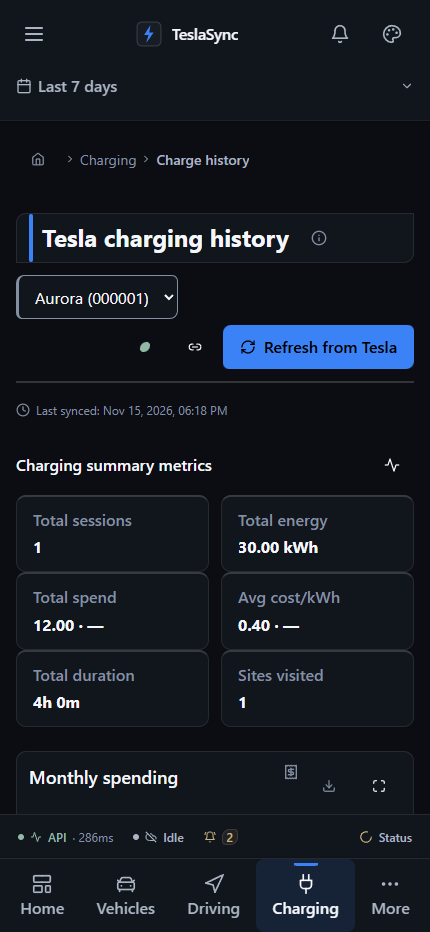 TeslaSync
Last 7 days
Charging
Charge history
Tesla charging history
Aurora (000001)
Refresh from Tesla
Last synced: Nov 15, 2026, 06:18 PM
Charging summary metrics
Total sessions
1
Total energy
30.00 kWh
Total spend
12.00 · —
Avg cost/kWh
0.40 · —
Total duration
4h 0m
Sites visited
1
Monthly spending
API · 286ms
Idle
2
Status
Home
Vehicles
Driving
Charging
More